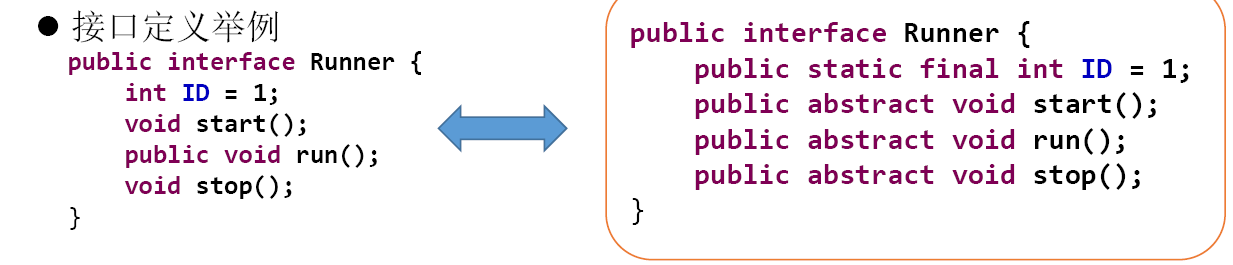 ● 接口定义举例
public interface Runner {
int ID = 1;
void start();
public void run();
void stop();
}
public interface Runner {
public static final int ID = 1;
public abstract void start();
public abstract void run();
public abstract void stop();
}